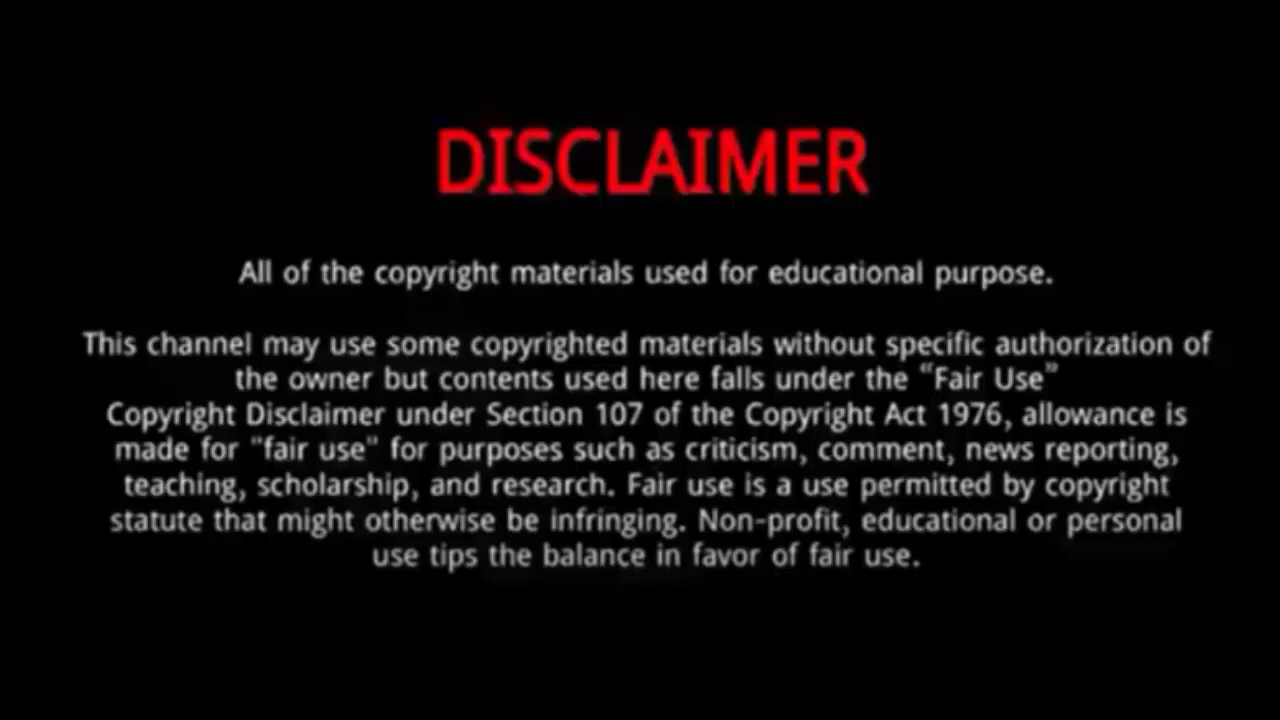 DISCLAIMER
All of the copyright materials used for educational purpose.
This channel may use some copyrighted materials without specific authorization of
the owner but contents used here falls under the “Fair Use”
Copyright Disclaimer under Section 107 of the Copyright Act 1976, allowance is
made for "fair use" for purposes such as criticism, comment, news reporting,
teaching, scholarship, and research. Fair use is a use permitted by copyright
statute that might otherwise be infringing. Non-profit, educational or personal
use tips the balance in favor of fair use.